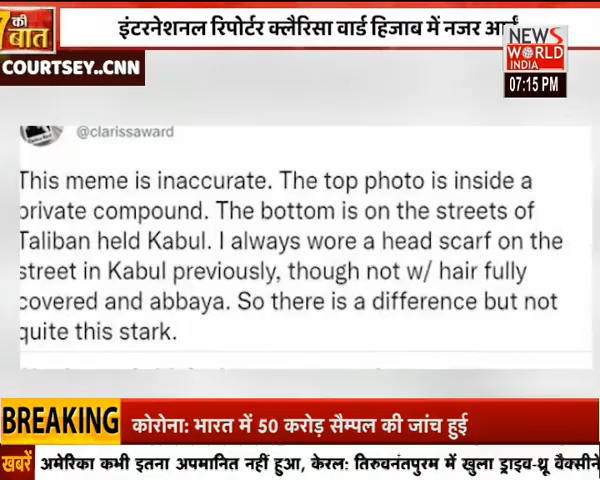 7 की बात
इंटरनेशनल रिपोर्टर क्लैरिसा वार्ड हिजाब में नजर आईं
NEWS
WORLD
INDIA
07:15 PM
COURTSEY..CNN
@clarissaward
This meme is inaccurate. The top photo is inside a
private compound. The bottom is on the streets of
Taliban held Kabul. I always wore a head scarf on the
street in Kabul previously, though not w/ hair fully
covered and abbaya. So there is a difference but not
quite this stark.
BREAKING
कोरोना: भारत में 50 करोड़ सैम्पल की जांच हुई
खबरें अमेरिका कभी इतना अपमानित नहीं हुआ, केरल: तिरुवनंतपुरम में खुला ड्राइव-थ्रू वैक्सीने